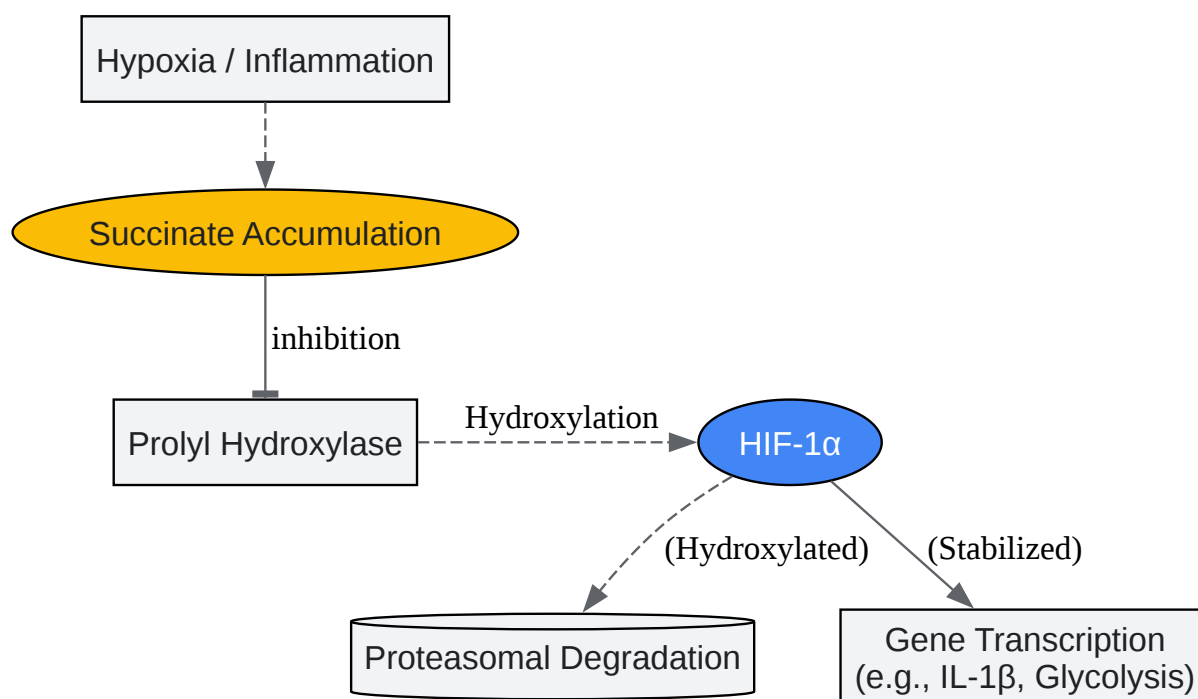 Hypoxia / Inflammation
Succinate Accumulation
inhibition
Prolyl Hydroxylase
Hydroxylation
HIF-1α
(Hydroxylated)
(Stabilized)
Proteasomal Degradation
Gene Transcription
(e.g., IL-1β, Glycolysis)